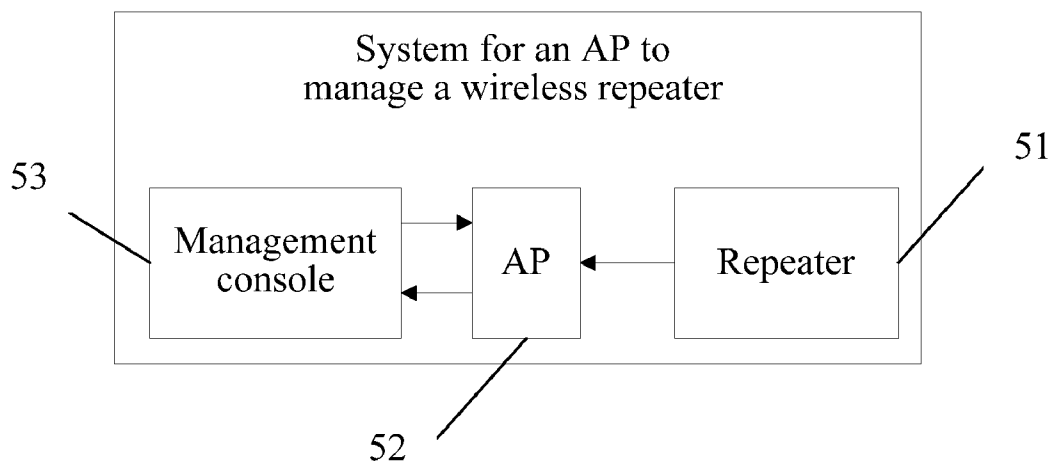 System for an AP to
manage a wireless repeater
53
51
Management
console
AP
Repeater
52